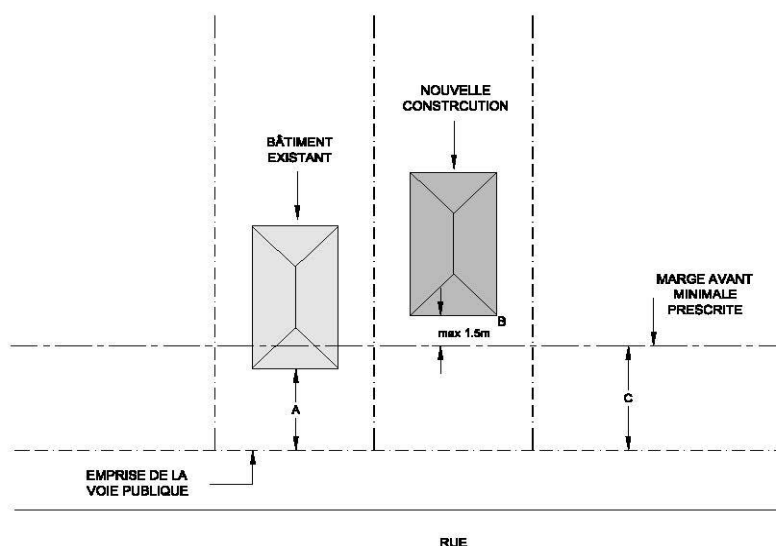 NOUVELLE
CONSTRCUTION
BÂTIMENT
EXISTANT
MARGE AVANT
MINIMALE
PRESCRITE
B
max 1.5m
A
C
EMPRISE DE LA
VOIE PUBLIQUE
RUE